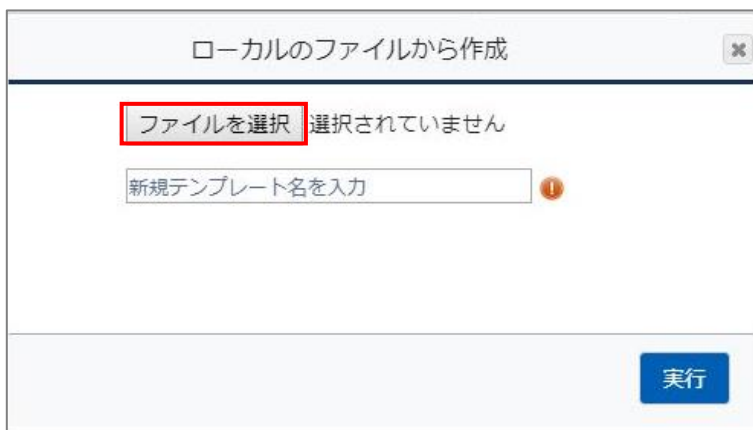 ローカルのファイルから作成
ファイルを選択 選択されていません
新規テンプレート名を入力
実行